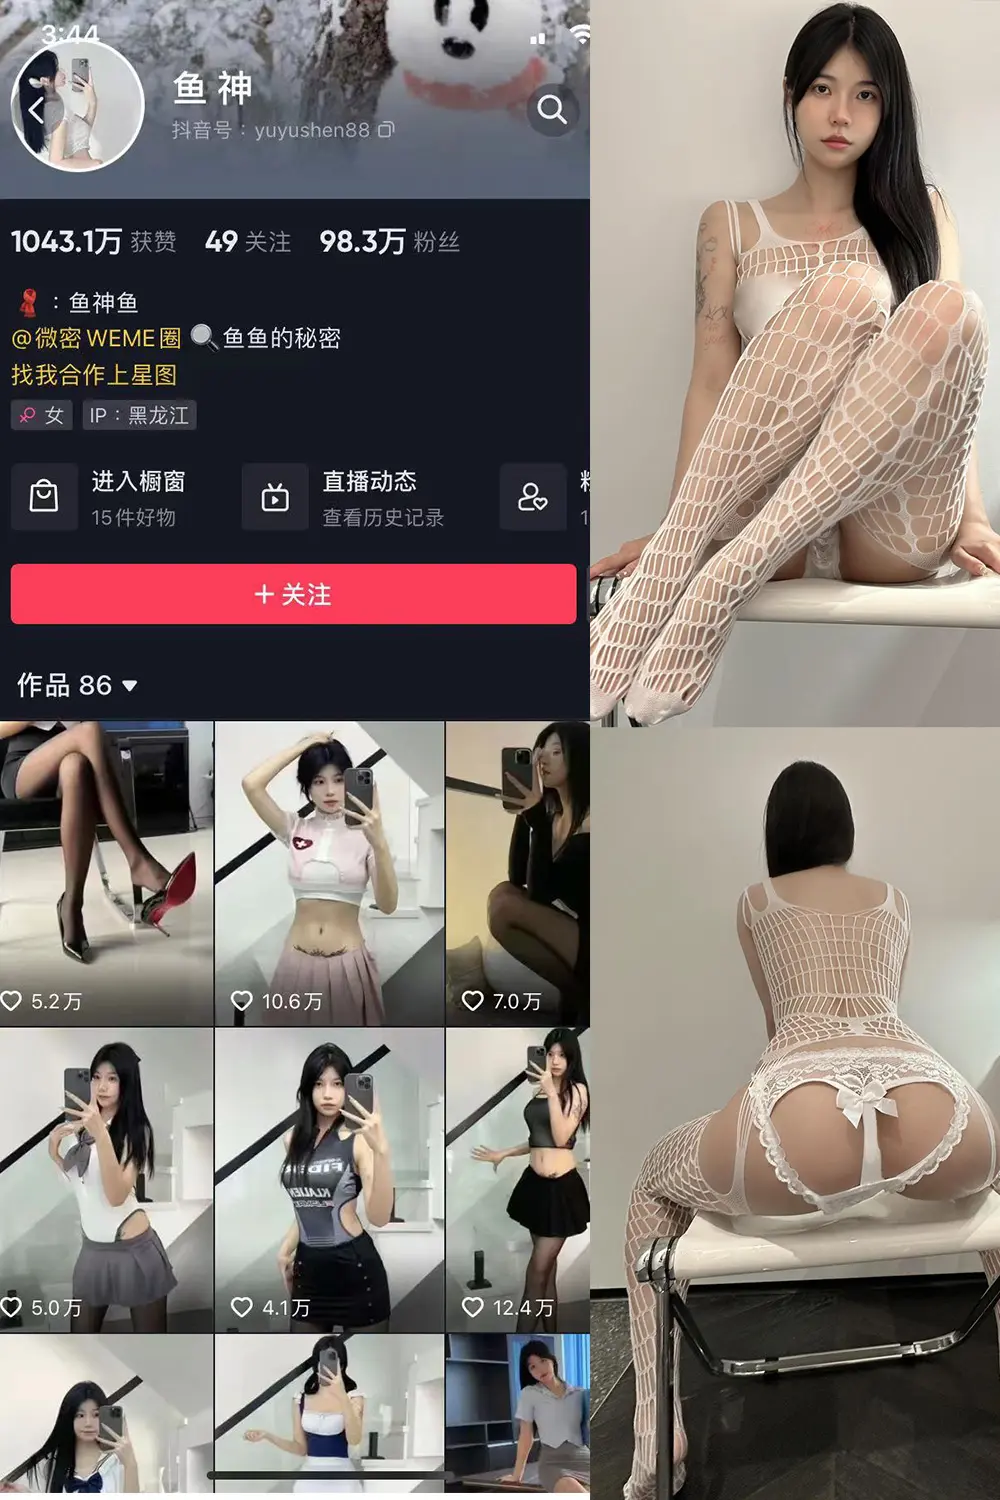 3:44
鱼 神
抖音号：yuyushen88
1043.1万 获赞 49 关注 98.3万 粉丝
：鱼神鱼
@微密 WEME圈 鱼鱼的秘密
找我合作上星图
女 IP：黑龙江
进入橱窗
15件好物
直播动态
查看历史记录
+ 关注
作品 86
5.2万
10.6万
7.0万
5.0万
4.1万
12.4万